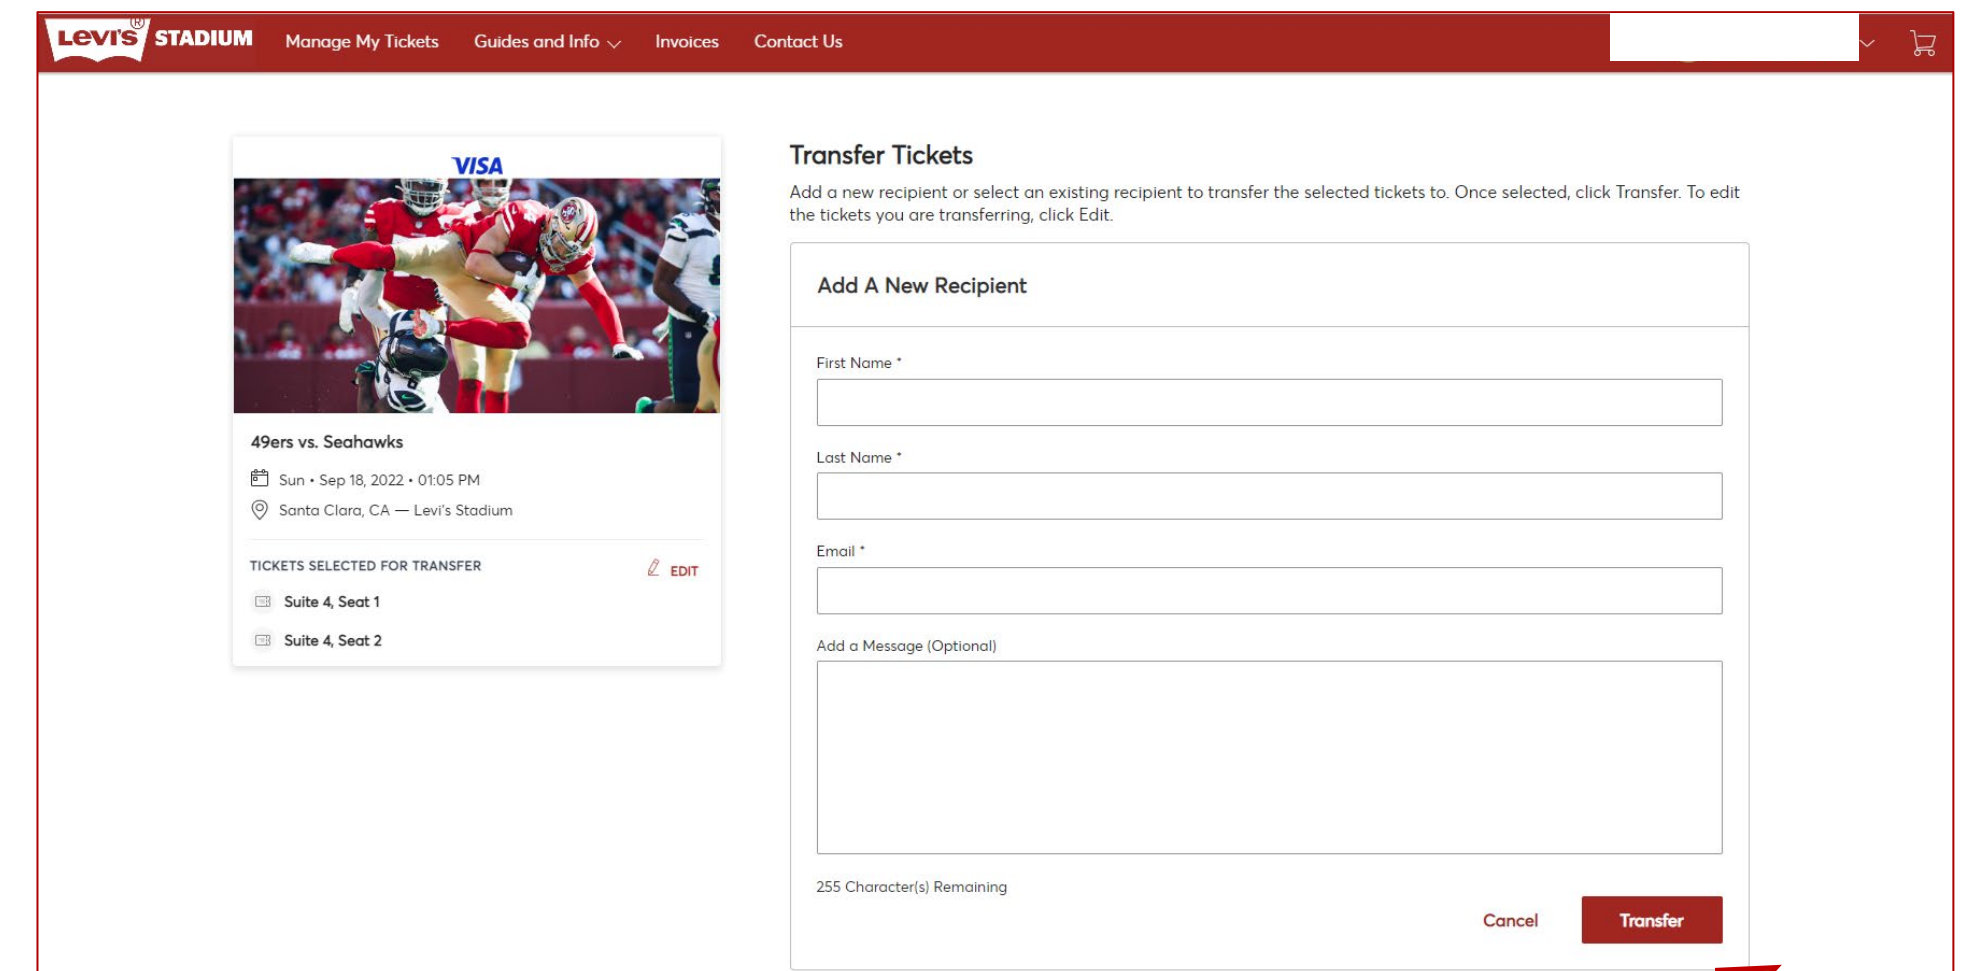 LEVI'S ® STADIUM
Manage My Tickets
Guides and Info
Invoices
Contact Us
VISA
49ers vs. Seahawks
Sun • Sep 18, 2022 • 01:05 PM
Santa Clara, CA — Levi's Stadium
TICKETS SELECTED FOR TRANSFER
EDIT
Suite 4, Seat 1
Suite 4, Seat 2
Transfer Tickets
Add a new recipient or select an existing recipient to transfer the selected tickets to. Once selected, click Transfer. To edit
the tickets you are transferring, click Edit.
Add A New Recipient
First Name *
Last Name *
Email *
Add a Message (Optional)
255 Character(s) Remaining
Cancel
Transfer